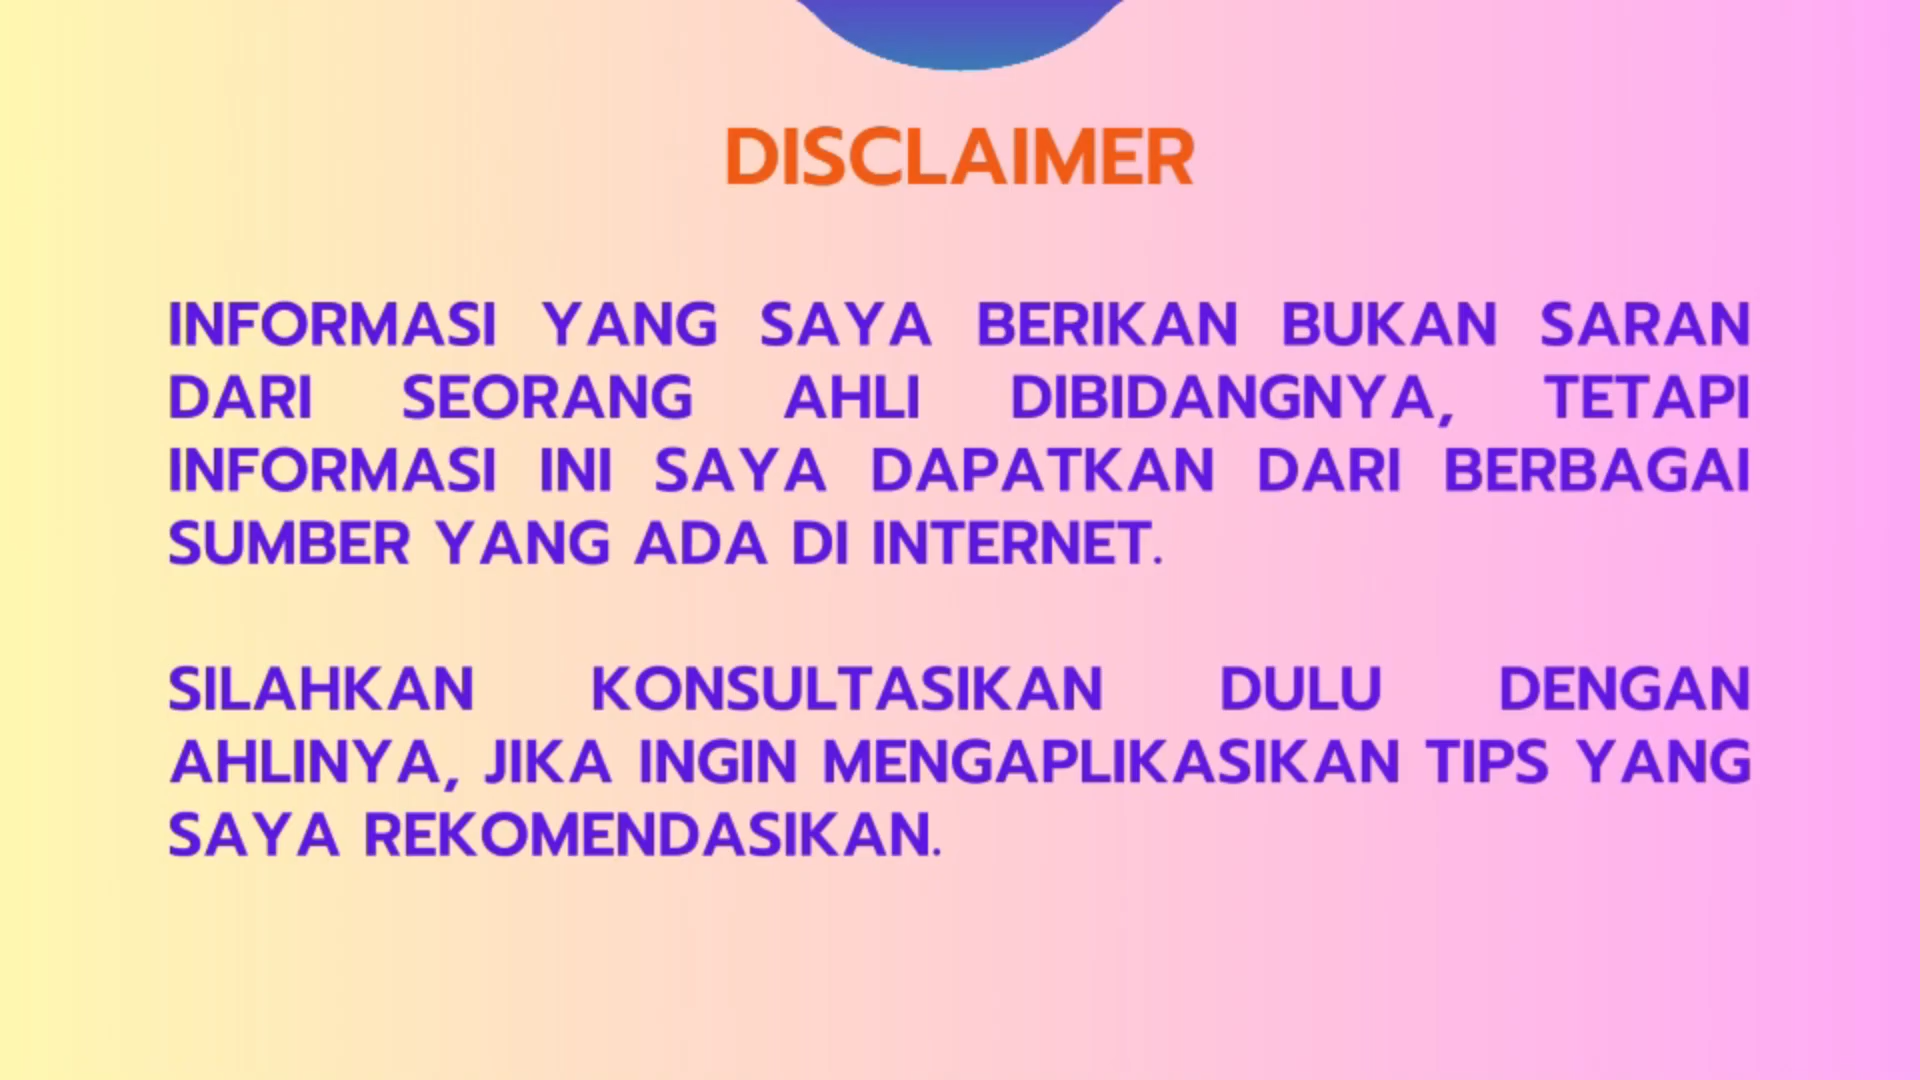 DISCLAIMER
INFORMASI YANG SAYA BERIKAN BUKAN SARAN
DARI SEORANG AHLI DIBIDANGNYA, TETAPI
INFORMASI INI SAYA DAPATKAN DARI BERBAGAI
SUMBER YANG ADA DI INTERNET.
SILAHKAN KONSULTASIKAN DULU DENGAN
AHLINYA, JIKA INGIN MENGAPLIKASIKAN TIPS YANG
SAYA REKOMENDASIKAN.